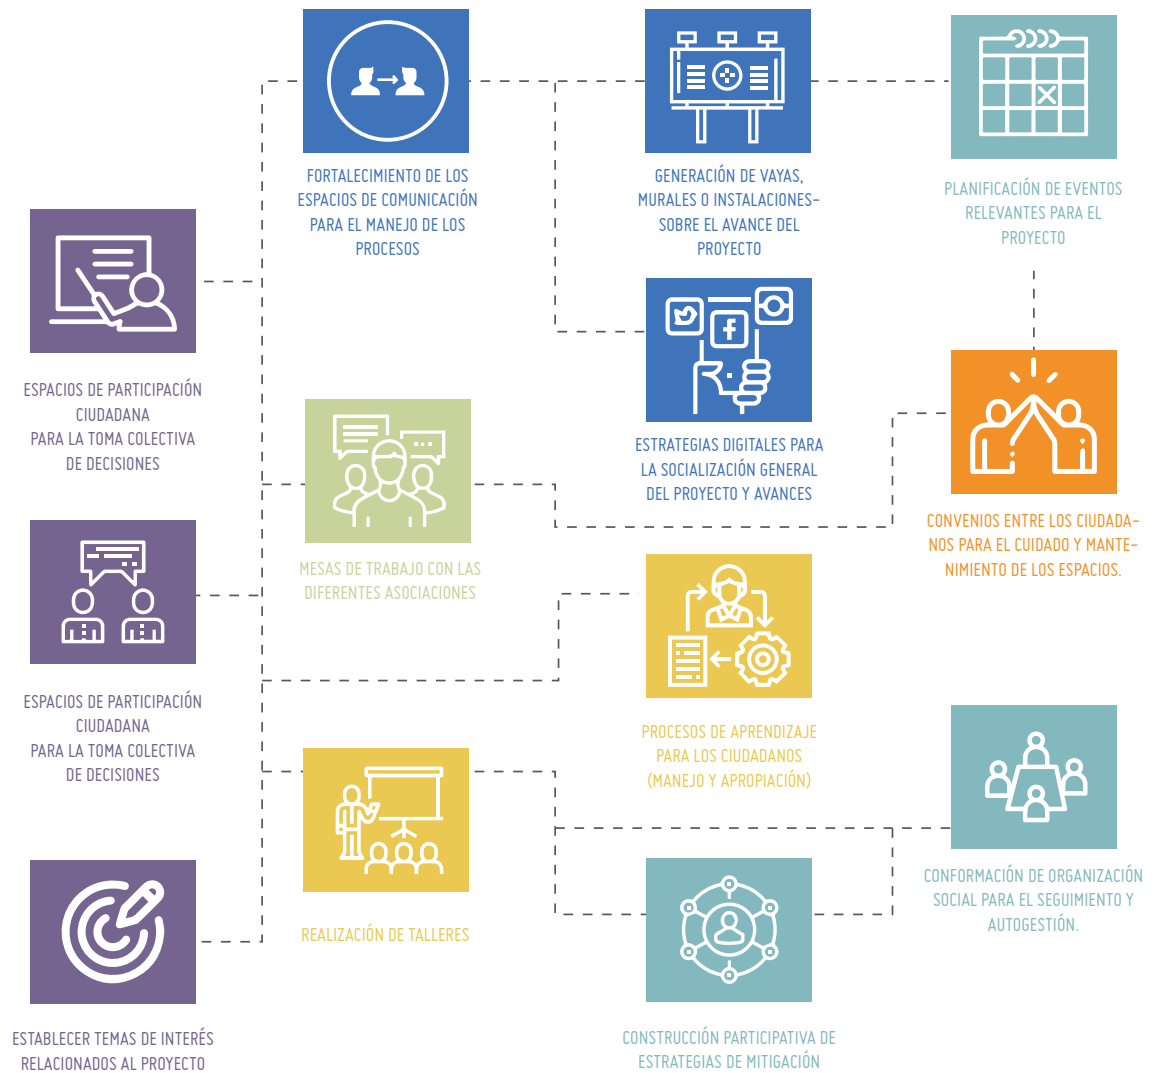 FORTALECIMIENTO DE LOS
ESPACIOS DE COMUNICACIÓN
PARA EL MANEJO DE LOS
PROCESOS
GENERACIÓN DE VAYAS,
MURALES O INSTALACIONES-
SOBRE EL AVANCE DEL
PROYECTO
PLANIFICACIÓN DE EVENTOS
RELEVANTES PARA EL
PROYECTO
ESPACIOS DE PARTICIPACIÓN
CIUDADANA
PARA LA TOMA COLECTIVA
DE DECISIONES
ESTRATEGIAS DIGITALES PARA
LA SOCIALIZACIÓN GENERAL
DEL PROYECTO Y AVANCES
MESAS DE TRABAJO CON LAS
DIFERENTES ASOCIACIONES
CONVENIOS ENTRE LOS CIUDADA-
NOS PARA EL CUIDADO Y MANTE-
NIMIENTO DE LOS ESPACIOS.
ESPACIOS DE PARTICIPACIÓN
CIUDADANA
PARA LA TOMA COLECTIVA
DE DECISIONES
PROCESOS DE APRENDIZAJE
PARA LOS CIUDADANOS
(MANEJO Y APROPIACIÓN)
REALIZACIÓN DE TALLERES
CONFORMACIÓN DE ORGANIZACIÓN
SOCIAL PARA EL SEGUIMIENTO Y
AUTOGESTIÓN.
ESTABLECER TEMAS DE INTERÉS
RELACIONADOS AL PROYECTO
CONSTRUCCIÓN PARTICIPATIVA DE
ESTRATEGIAS DE MITIGACIÓN